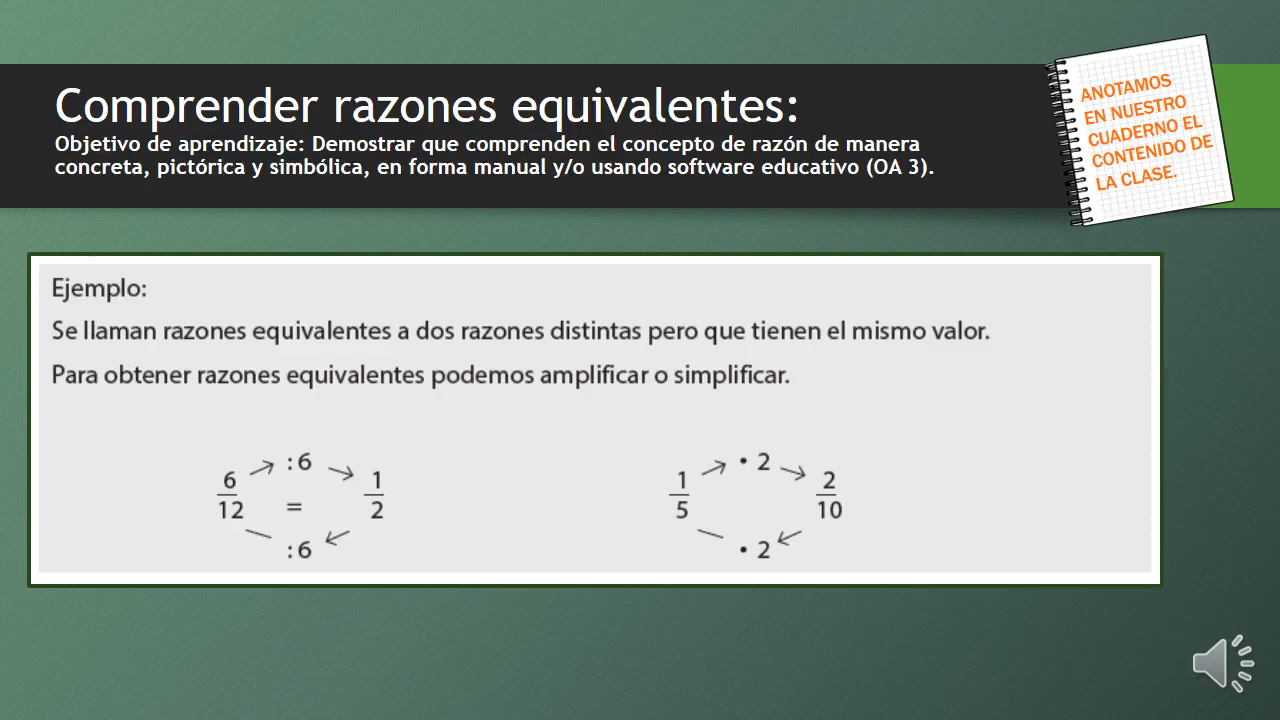 Comprender razones equivalentes:
Objetivo de aprendizaje: Demostrar que comprenden el concepto de razón de manera
concreta, pictórica y simbólica, en forma manual y/o usando software educativo (OA 3).
ANOTAMOS
EN NUESTRO
CUADERNO EL
CONTENIDO DE
LA CLASE.
Ejemplo:
Se llaman razones equivalentes a dos razones distintas pero que tienen el mismo valor.
Para obtener razones equivalentes podemos amplificar o simplificar.
: 6
6/12 = 1/2
: 6
• 2
1/5 2/10
• 2